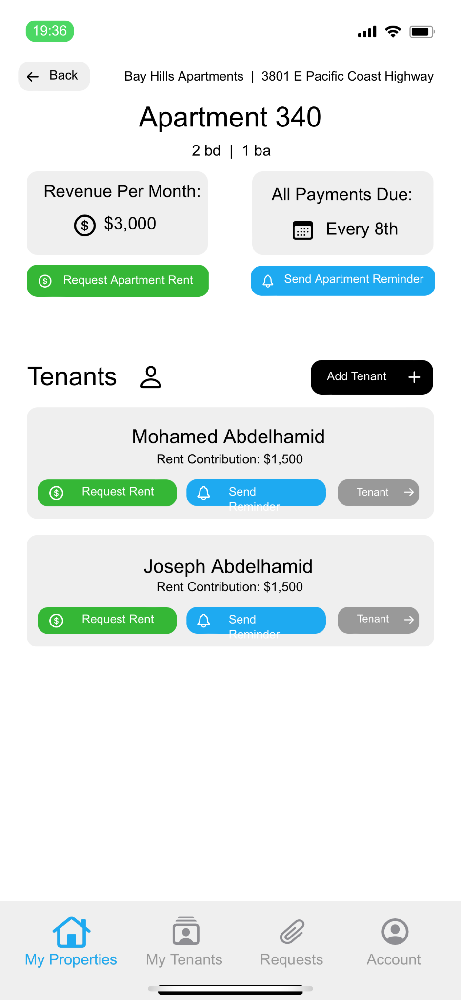 19:36
Back
Bay Hills Apartments | 3801 E Pacific Coast Highway
Apartment 340
2 bd | 1 ba
Revenue Per Month:
$3,000
All Payments Due:
Every 8th
Request Apartment Rent
Send Apartment Reminder
Tenants
Add Tenant
Mohamed Abdelhamid
Rent Contribution: $1,500
Request Rent
Send
Reminder
Tenant
Joseph Abdelhamid
Rent Contribution: $1,500
Request Rent
Send
Reminder
Tenant
My Properties
My Tenants
Requests
Account